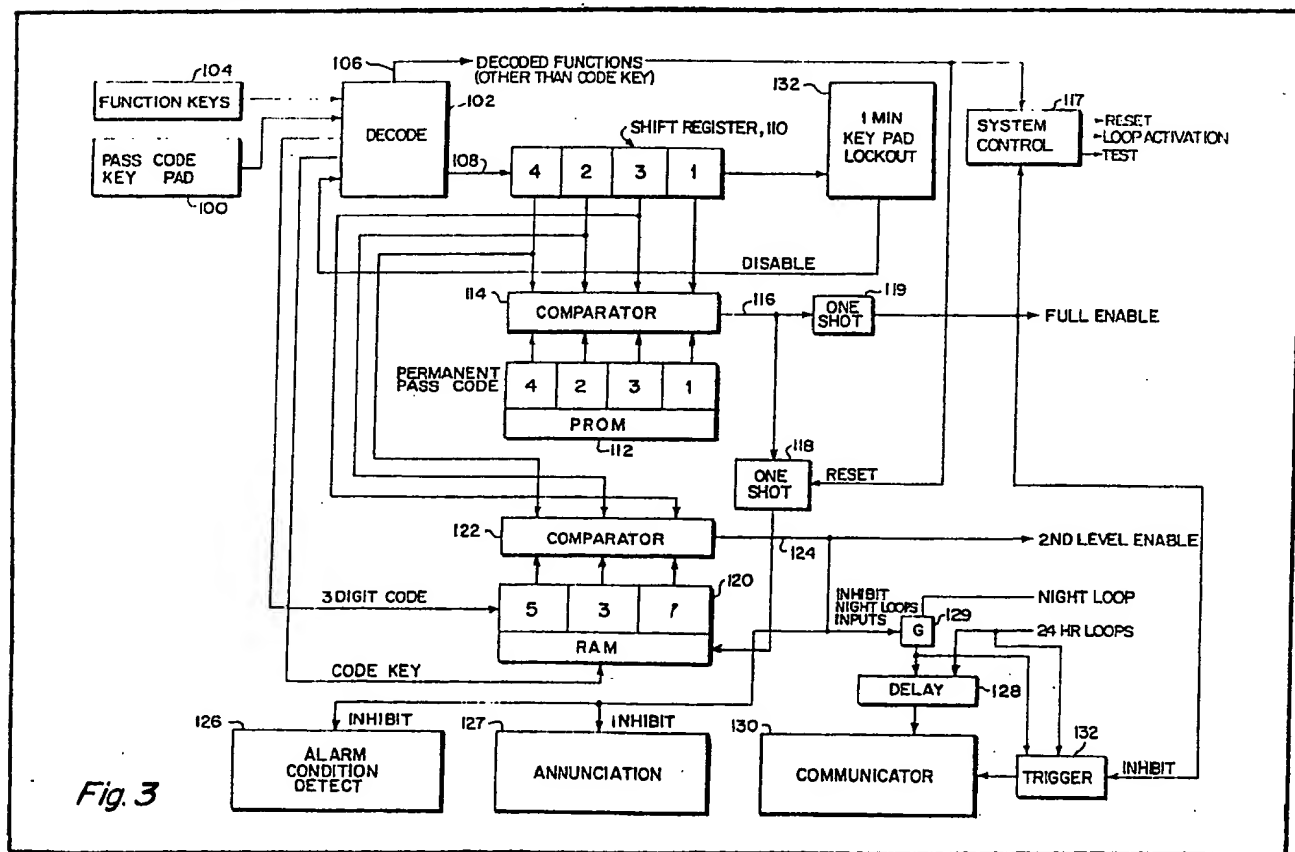 106
DECODED FUNCTIONS
(OTHER THAN CODE KEY)
104
FUNCTION KEYS
102
132
117
DECODE
SHIFT REGISTER, 110
1 MIN
KEY PAD
LOCKOUT
SYSTEM
CONTROL
RESET
LOOP ACTIVATION
TEST
PASS CODE
KEY PAD
100
108
4 2 3 1
DISABLE
114
COMPARATOR
116
119
ONE
SHOT
FULL ENABLE
PERMANENT
PASS CODE
4 2 3 1
PROM
112
118
ONE
SHOT
RESET
122
COMPARATOR
124
2ND LEVEL ENABLE
120
3 DIGIT CODE
5 3
RAM
INHIBIT
NIGHT LOOPS
INPUTS
NIGHT LOOP
129
G
24 HR LOOPS
CODE KEY
DELAY
128
126
INHIBIT
127
INHIBIT
130
132
ALARM
CONDITION
DETECT
ANNUNCIATION
COMMUNICATOR
TRIGGER
INHIBIT
Fig. 3